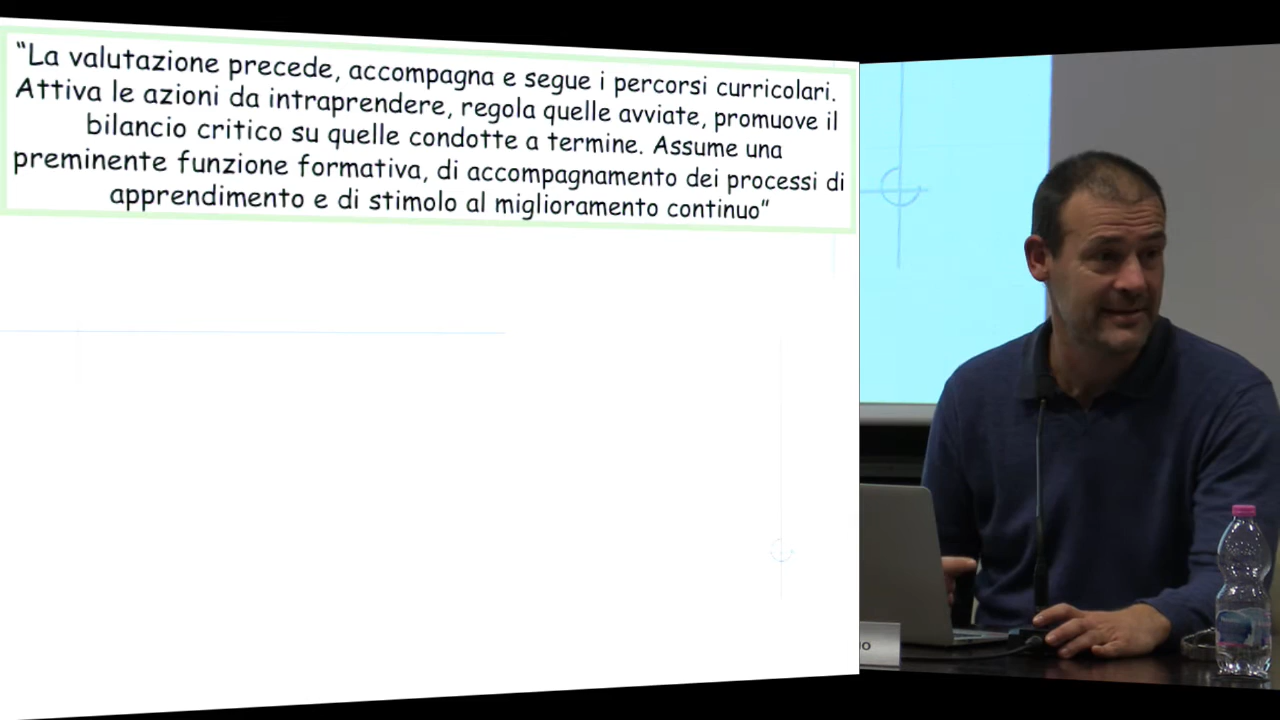 “La valutazione precede, accompagna e segue i percorsi curricolari.
Attiva le azioni da intraprendere, regola quelle avviate, promuove il
bilancio critico su quelle condotte a termine. Assume una
preminente funzione formativa, di accompagnamento dei processi di
apprendimento e di stimolo al miglioramento continuo”